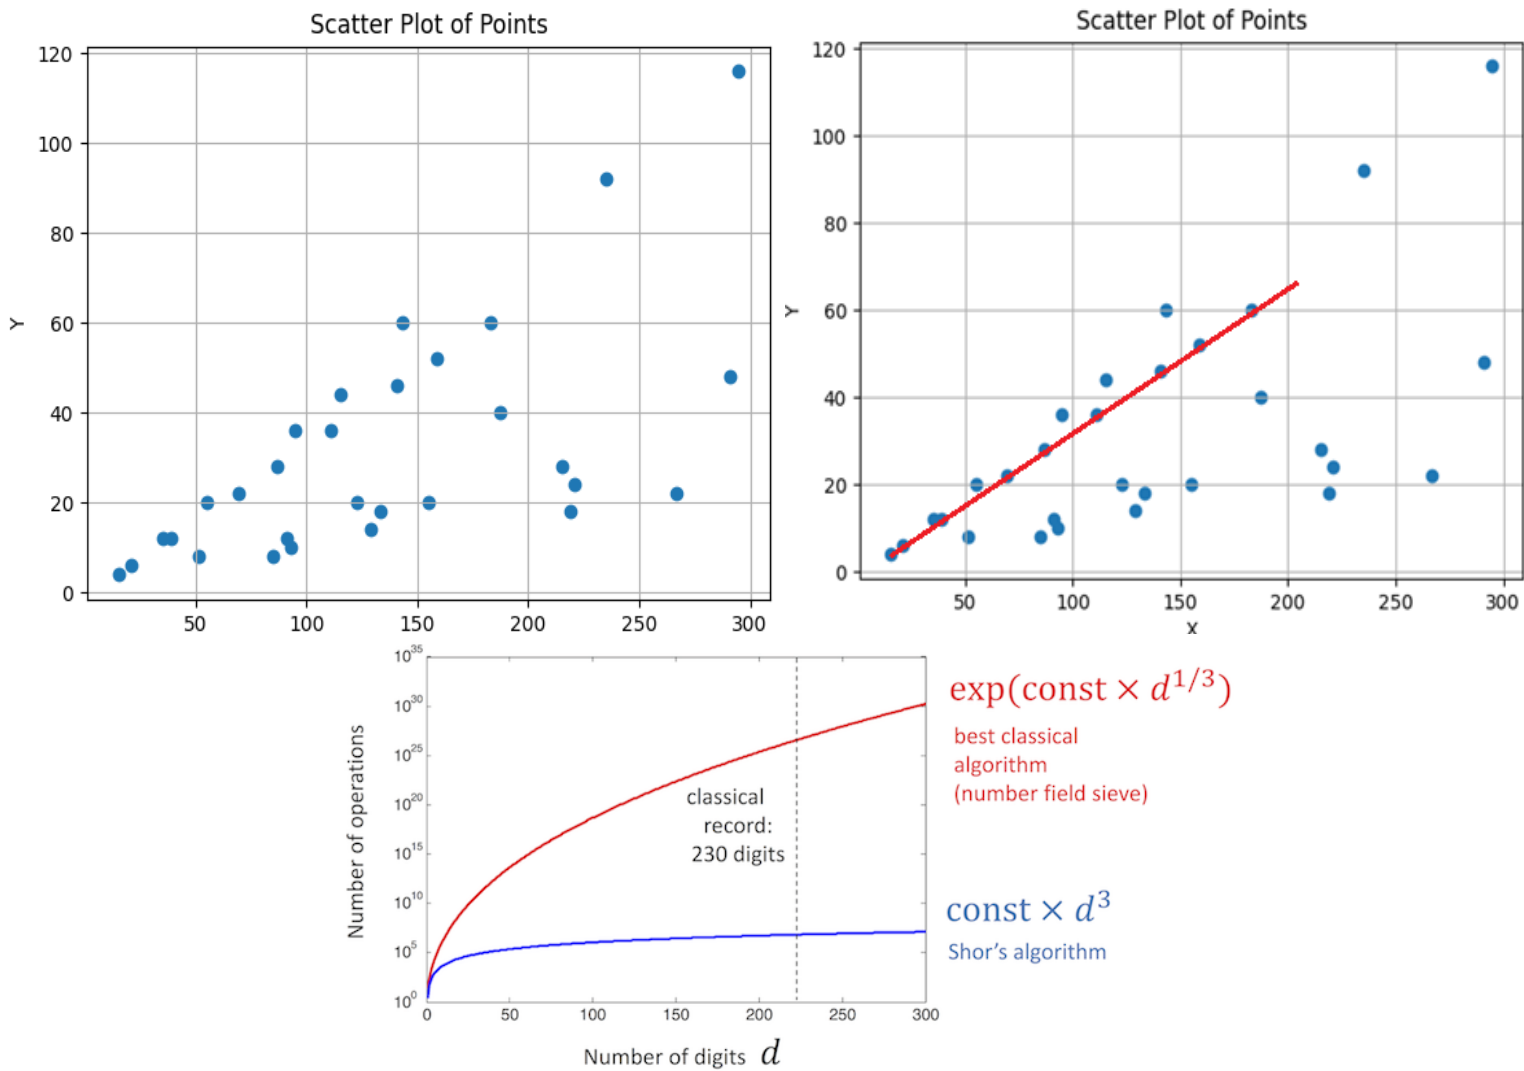 Scatter Plot of Points
120
100
80
60
40
20
0
Y
50 100 150 200 250 300
Scatter Plot of Points
120
100
80
60
40
20
0
Y
50 100 150 200 250 300
X
10^35
10^30
10^25
10^20
10^15
10^10
10^5
10^0
Number of operations
classical
record:
230 digits
0 50 100 150 200 250 300
Number of digits d
exp(const × d^1/3)
best classical
algorithm
(number field sieve)
const × d^3
Shor's algorithm